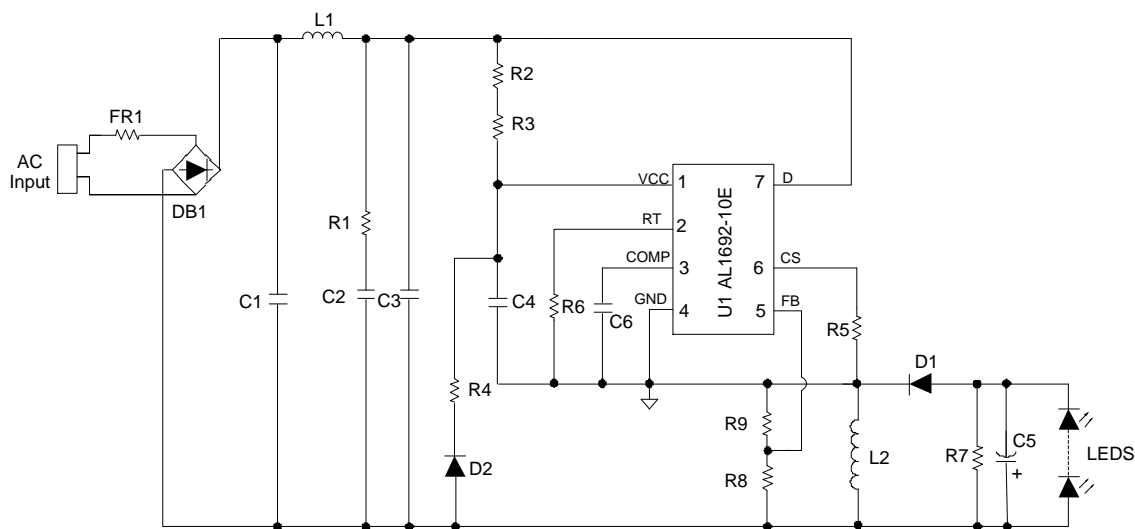 L1
R2
FR1
R3
AC
Input
VCC
1
7
D
DB1
R1
RT
2
U1 AL1692-10E
COMP
3
6
CS
C1
C2
C3
C4
R6
C6
GND
4
5
FB
R5
D1
R4
R9
L2
R7
C5
+
LEDS
D2
R8